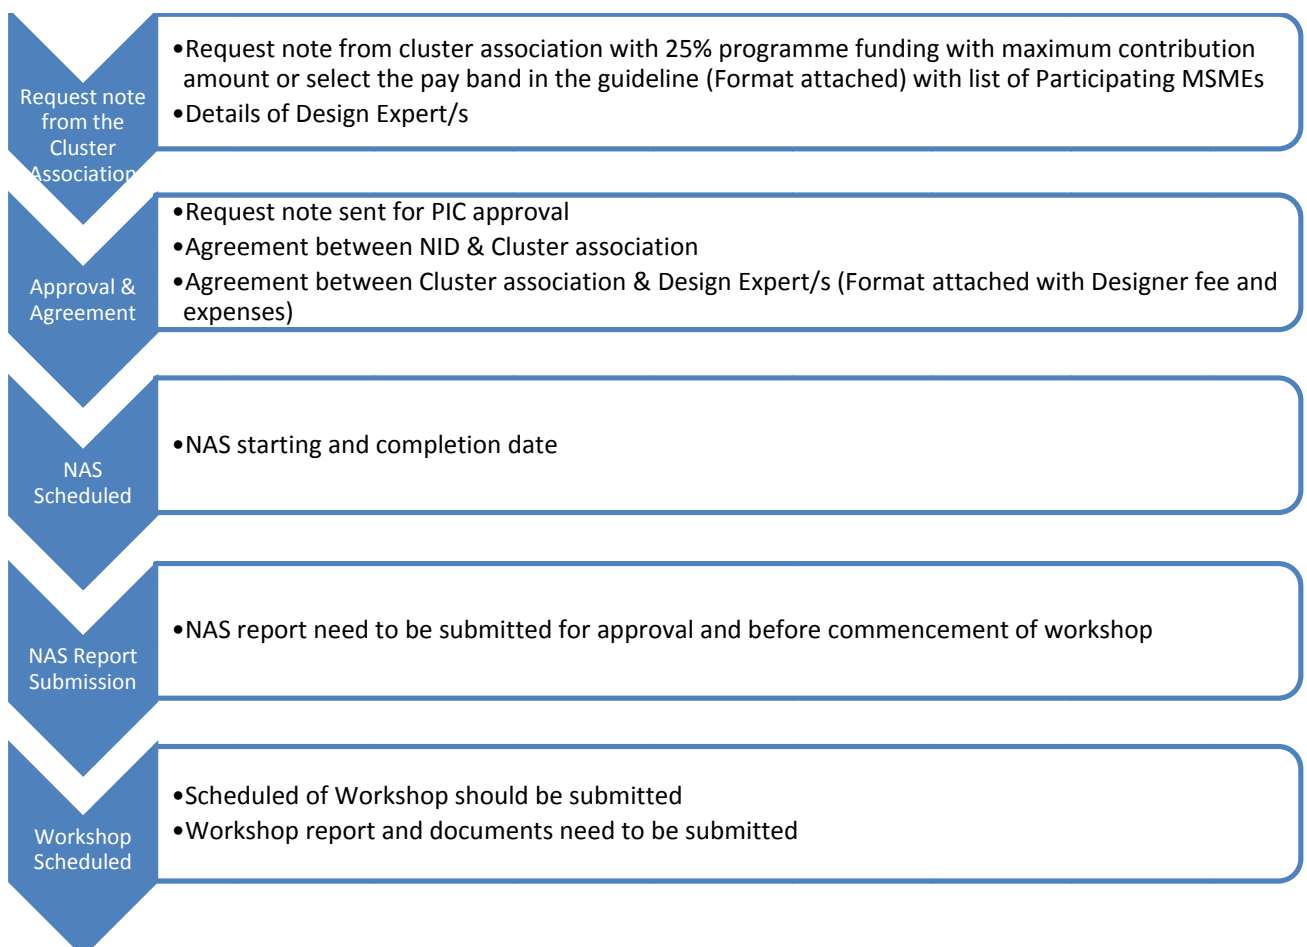 Request note
from the
Cluster
Association
•Request note from cluster association with 25% programme funding with maximum contribution
amount or select the pay band in the guideline (Format attached) with list of Participating MSMEs
•Details of Design Expert/s
Approval &
Agreement
•Request note sent for PIC approval
•Agreement between NID & Cluster association
•Agreement between Cluster association & Design Expert/s (Format attached with Designer fee and
expenses)
NAS
Scheduled
•NAS starting and completion date
NAS Report
Submission
•NAS report need to be submitted for approval and before commencement of workshop
Workshop
Scheduled
•Scheduled of Workshop should be submitted
•Workshop report and documents need to be submitted